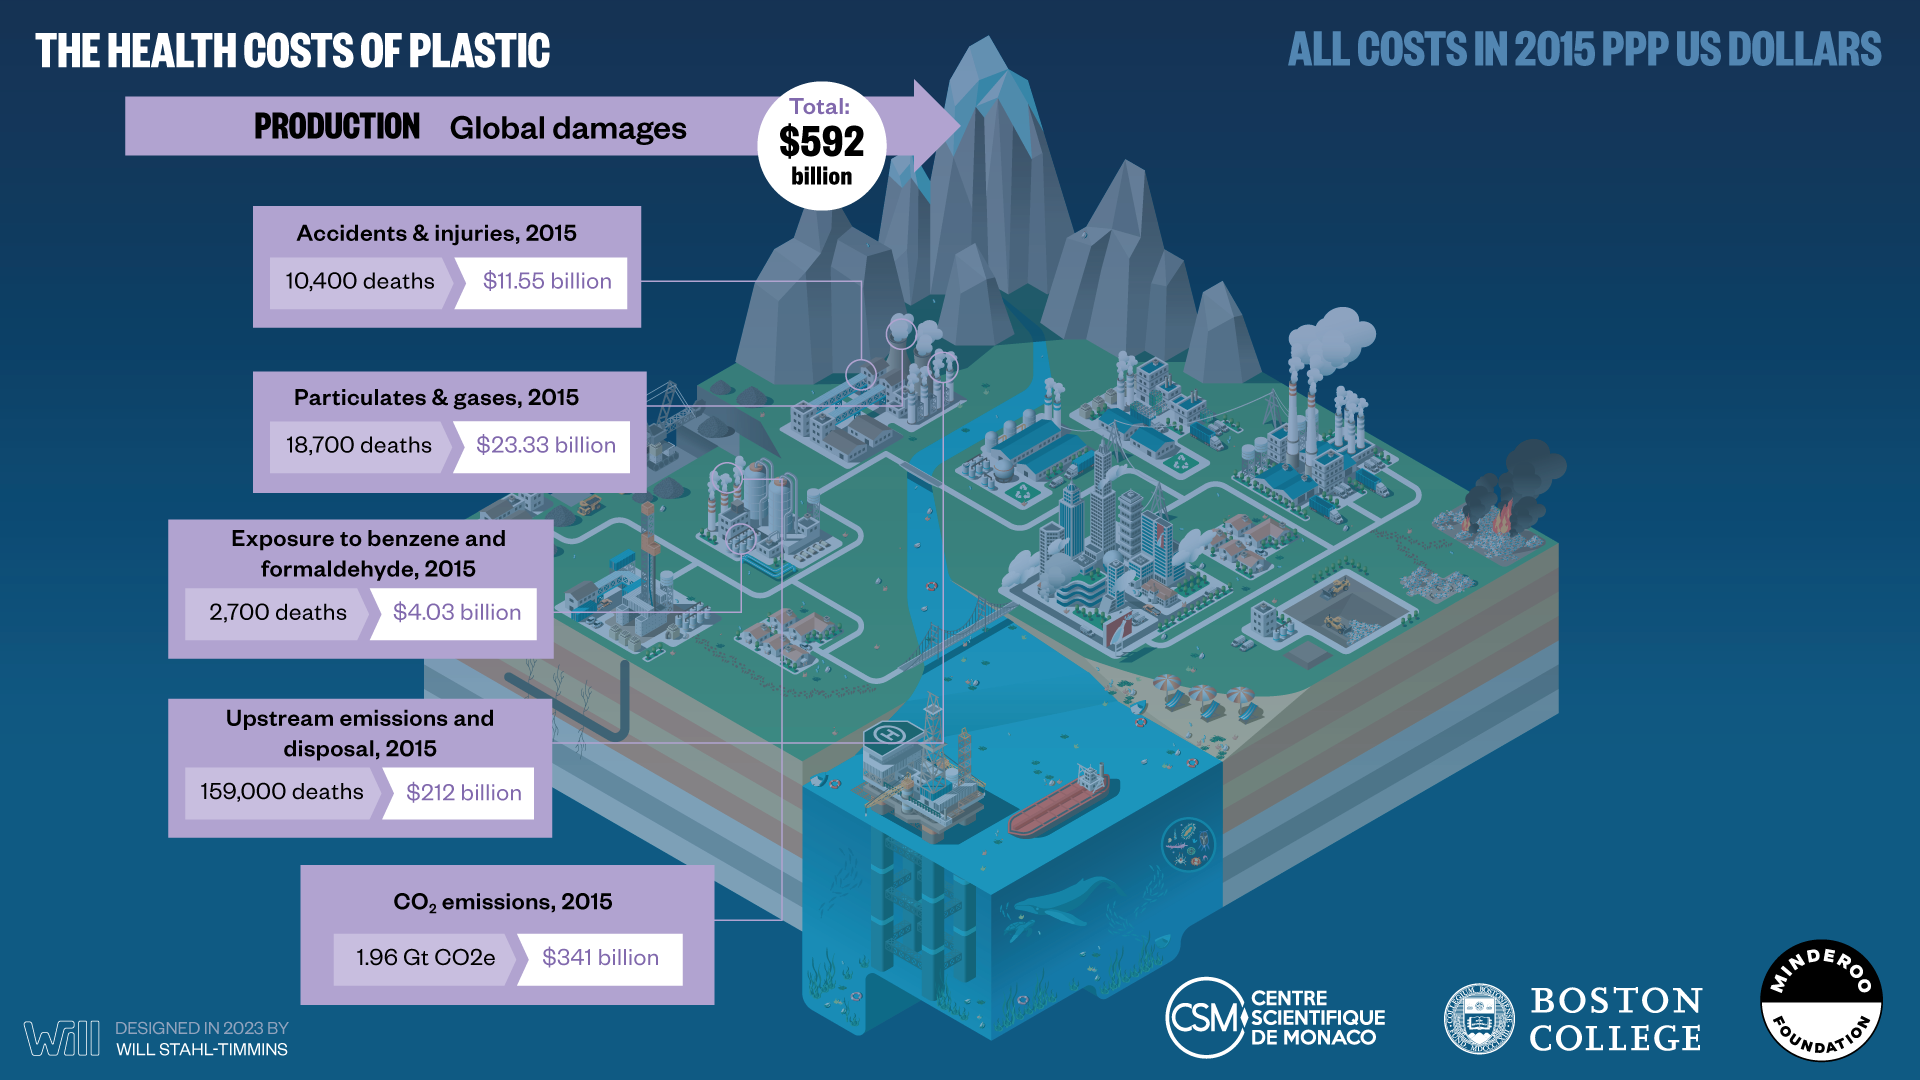 THE HEALTH COSTS OF PLASTIC
ALL COSTS IN 2015 PPP US DOLLARS
PRODUCTION Global damages
Total:
$592
billion
Accidents & injuries, 2015
10,400 deaths $11.55 billion
Particulates & gases, 2015
18,700 deaths $23.33 billion
Exposure to benzene and
formaldehyde, 2015
2,700 deaths $4.03 billion
Upstream emissions and
disposal, 2015
159,000 deaths $212 billion
CO₂ emissions, 2015
1.96 Gt CO2e $341 billion
H
Will
DESIGNED IN 2023 BY
WILL STAHL-TIMMINS
CSM
CENTRE
SCIENTIFIQUE
DE MONACO
BOSTON
COLLEGE
MINDEROO
FOUNDATION